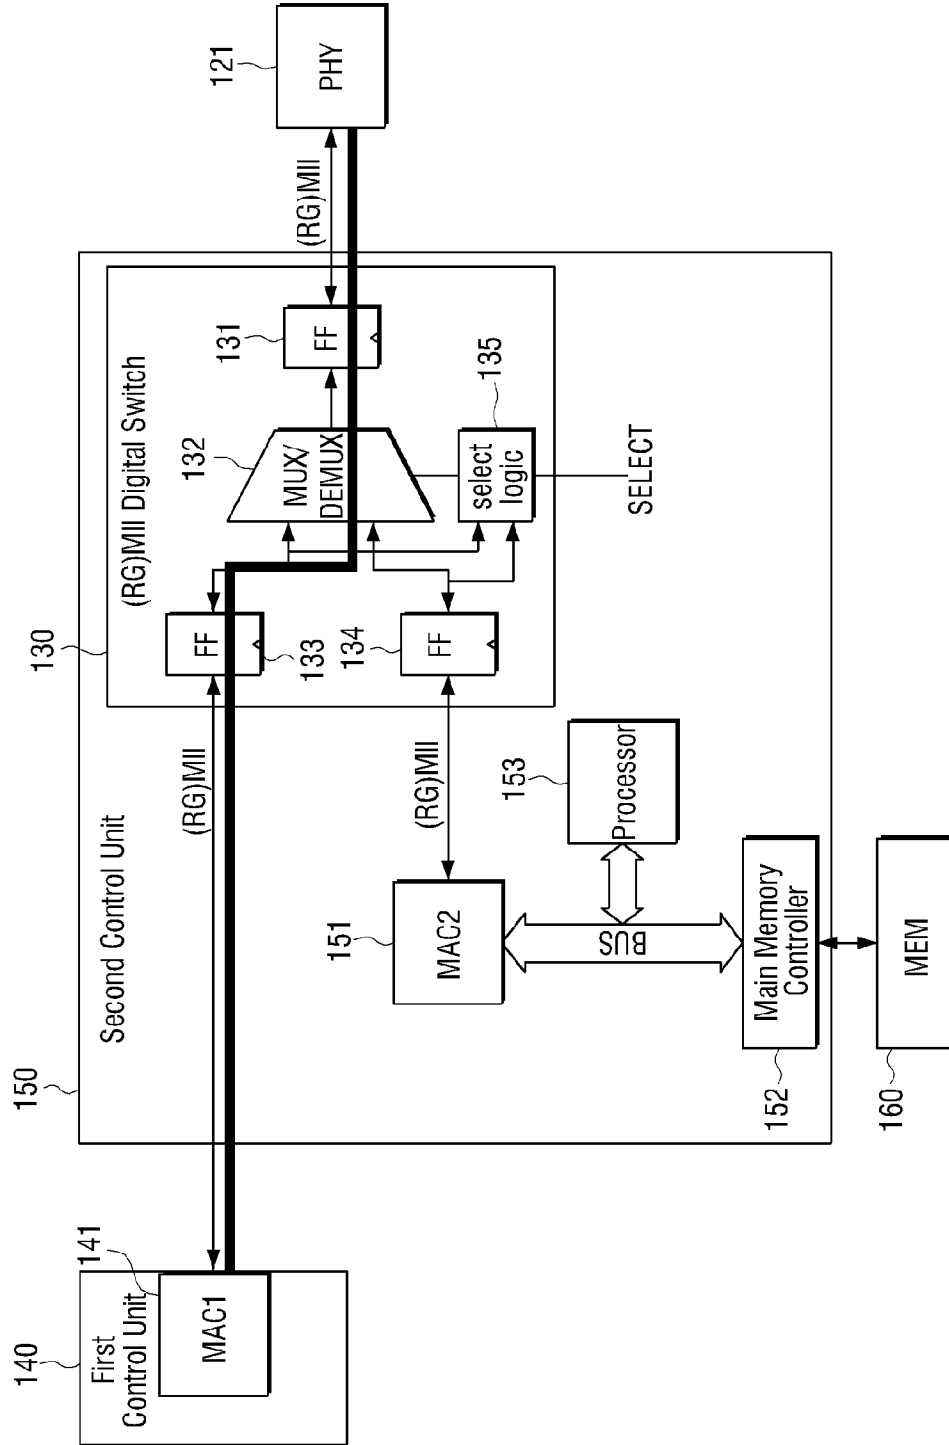 140
First
Control Unit
141
MAC1
150
Second Control Unit
(RG)MII
130
(RG)MII Digital Switch
FF
133
134
FF
132
MUX/
DEMUX
131
FF
(RG)MII
121
PHY
135
select
logic
SELECT
(RG)MII
151
MAC2
153
Processor
BUS
Main Memory
Controller
152
MEM
160